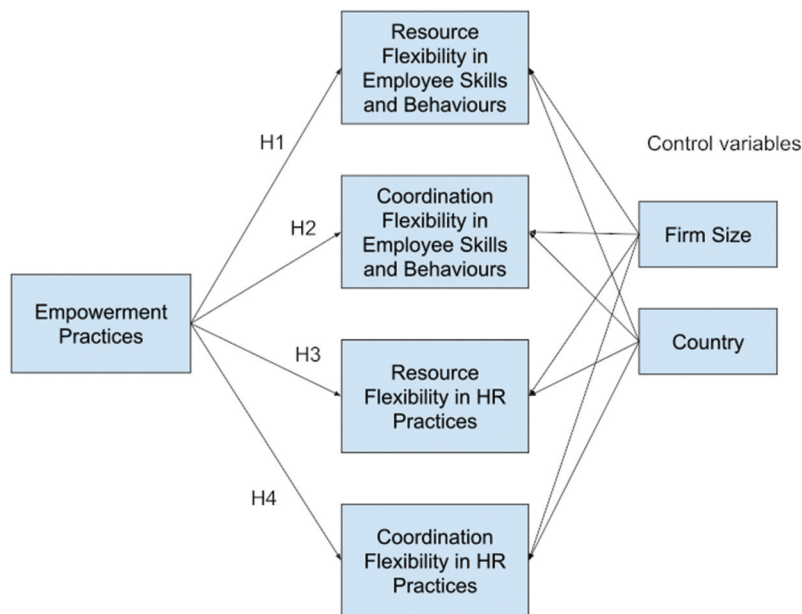 Resource
Flexibility in
Employee Skills
and Behaviours
H1
Control variables
Coordination
Flexibility in
Employee Skills
and Behaviours
H2
Firm Size
Empowerment
Practices
H3
Country
Resource
Flexibility in HR
Practices
H4
Coordination
Flexibility in HR
Practices